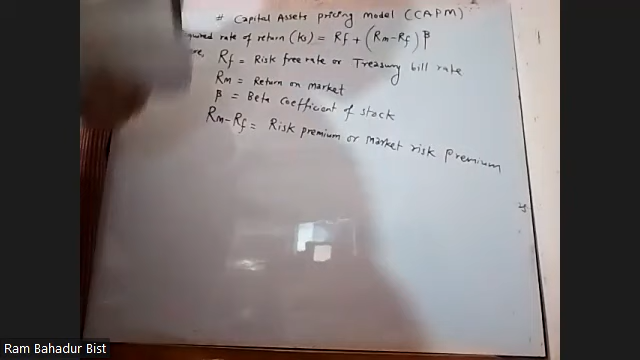 # Capital Assets pricing Model (CAPM)
rate of return (ks) = Rf + (Rm-Rf) β
Rf = Risk free rate or Treasury bill rate
Rm = Return on market
β = Beta coefficient of stock
Rm-Rf = Risk premium or market risk premium
Ram Bahadur Bist